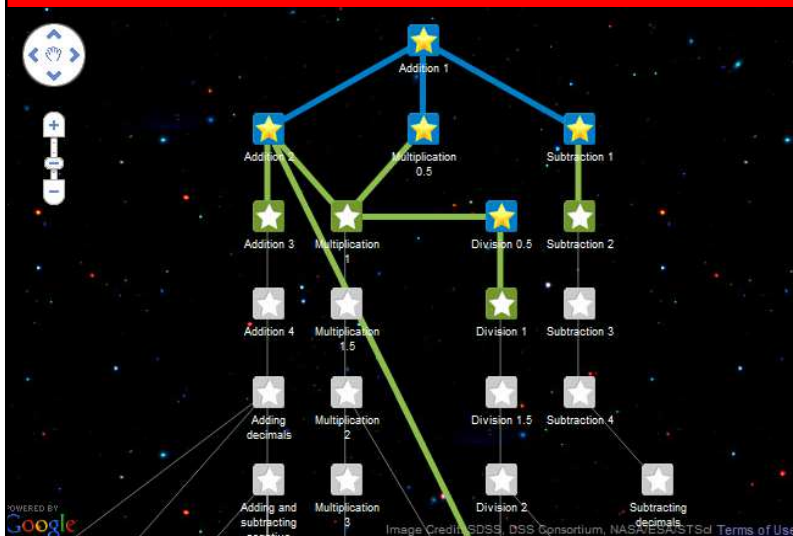 Addition 1
Addition 2
Multiplication
0.5
Subtraction 1
Addition 3
Multiplication
1
Division 0.5
Subtraction 2
Addition 4
Multiplication
1.5
Division 1
Subtraction 3
Adding
decimals
Multiplication
2
Division 1.5
Subtraction 4
Adding and
subtracting
negative
Multiplication
3
Division 2
Subtracting
decimals
POWERED BY
Google
Image Credit: SDSS, DSS Consortium, NASA/ESA/STScI Terms of Use